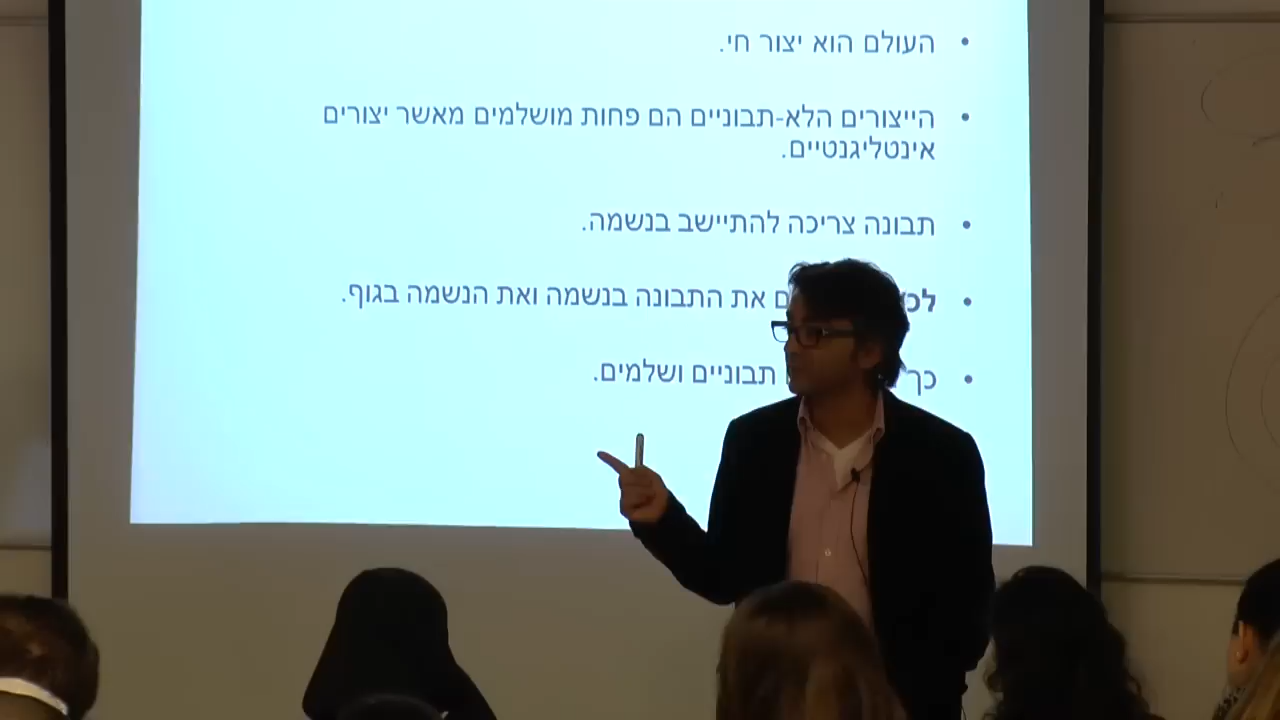 העולם הוא יצור חי.
הייצורים הלא-תבוניים הם פחות מושלמים מאשר יצורים
אינטליגנטיים.
תבונה צריכה להתיישב בנשמה.
את התבונה בנשמה ואת הנשמה בגוף.
כך תבוניים ושלמים.